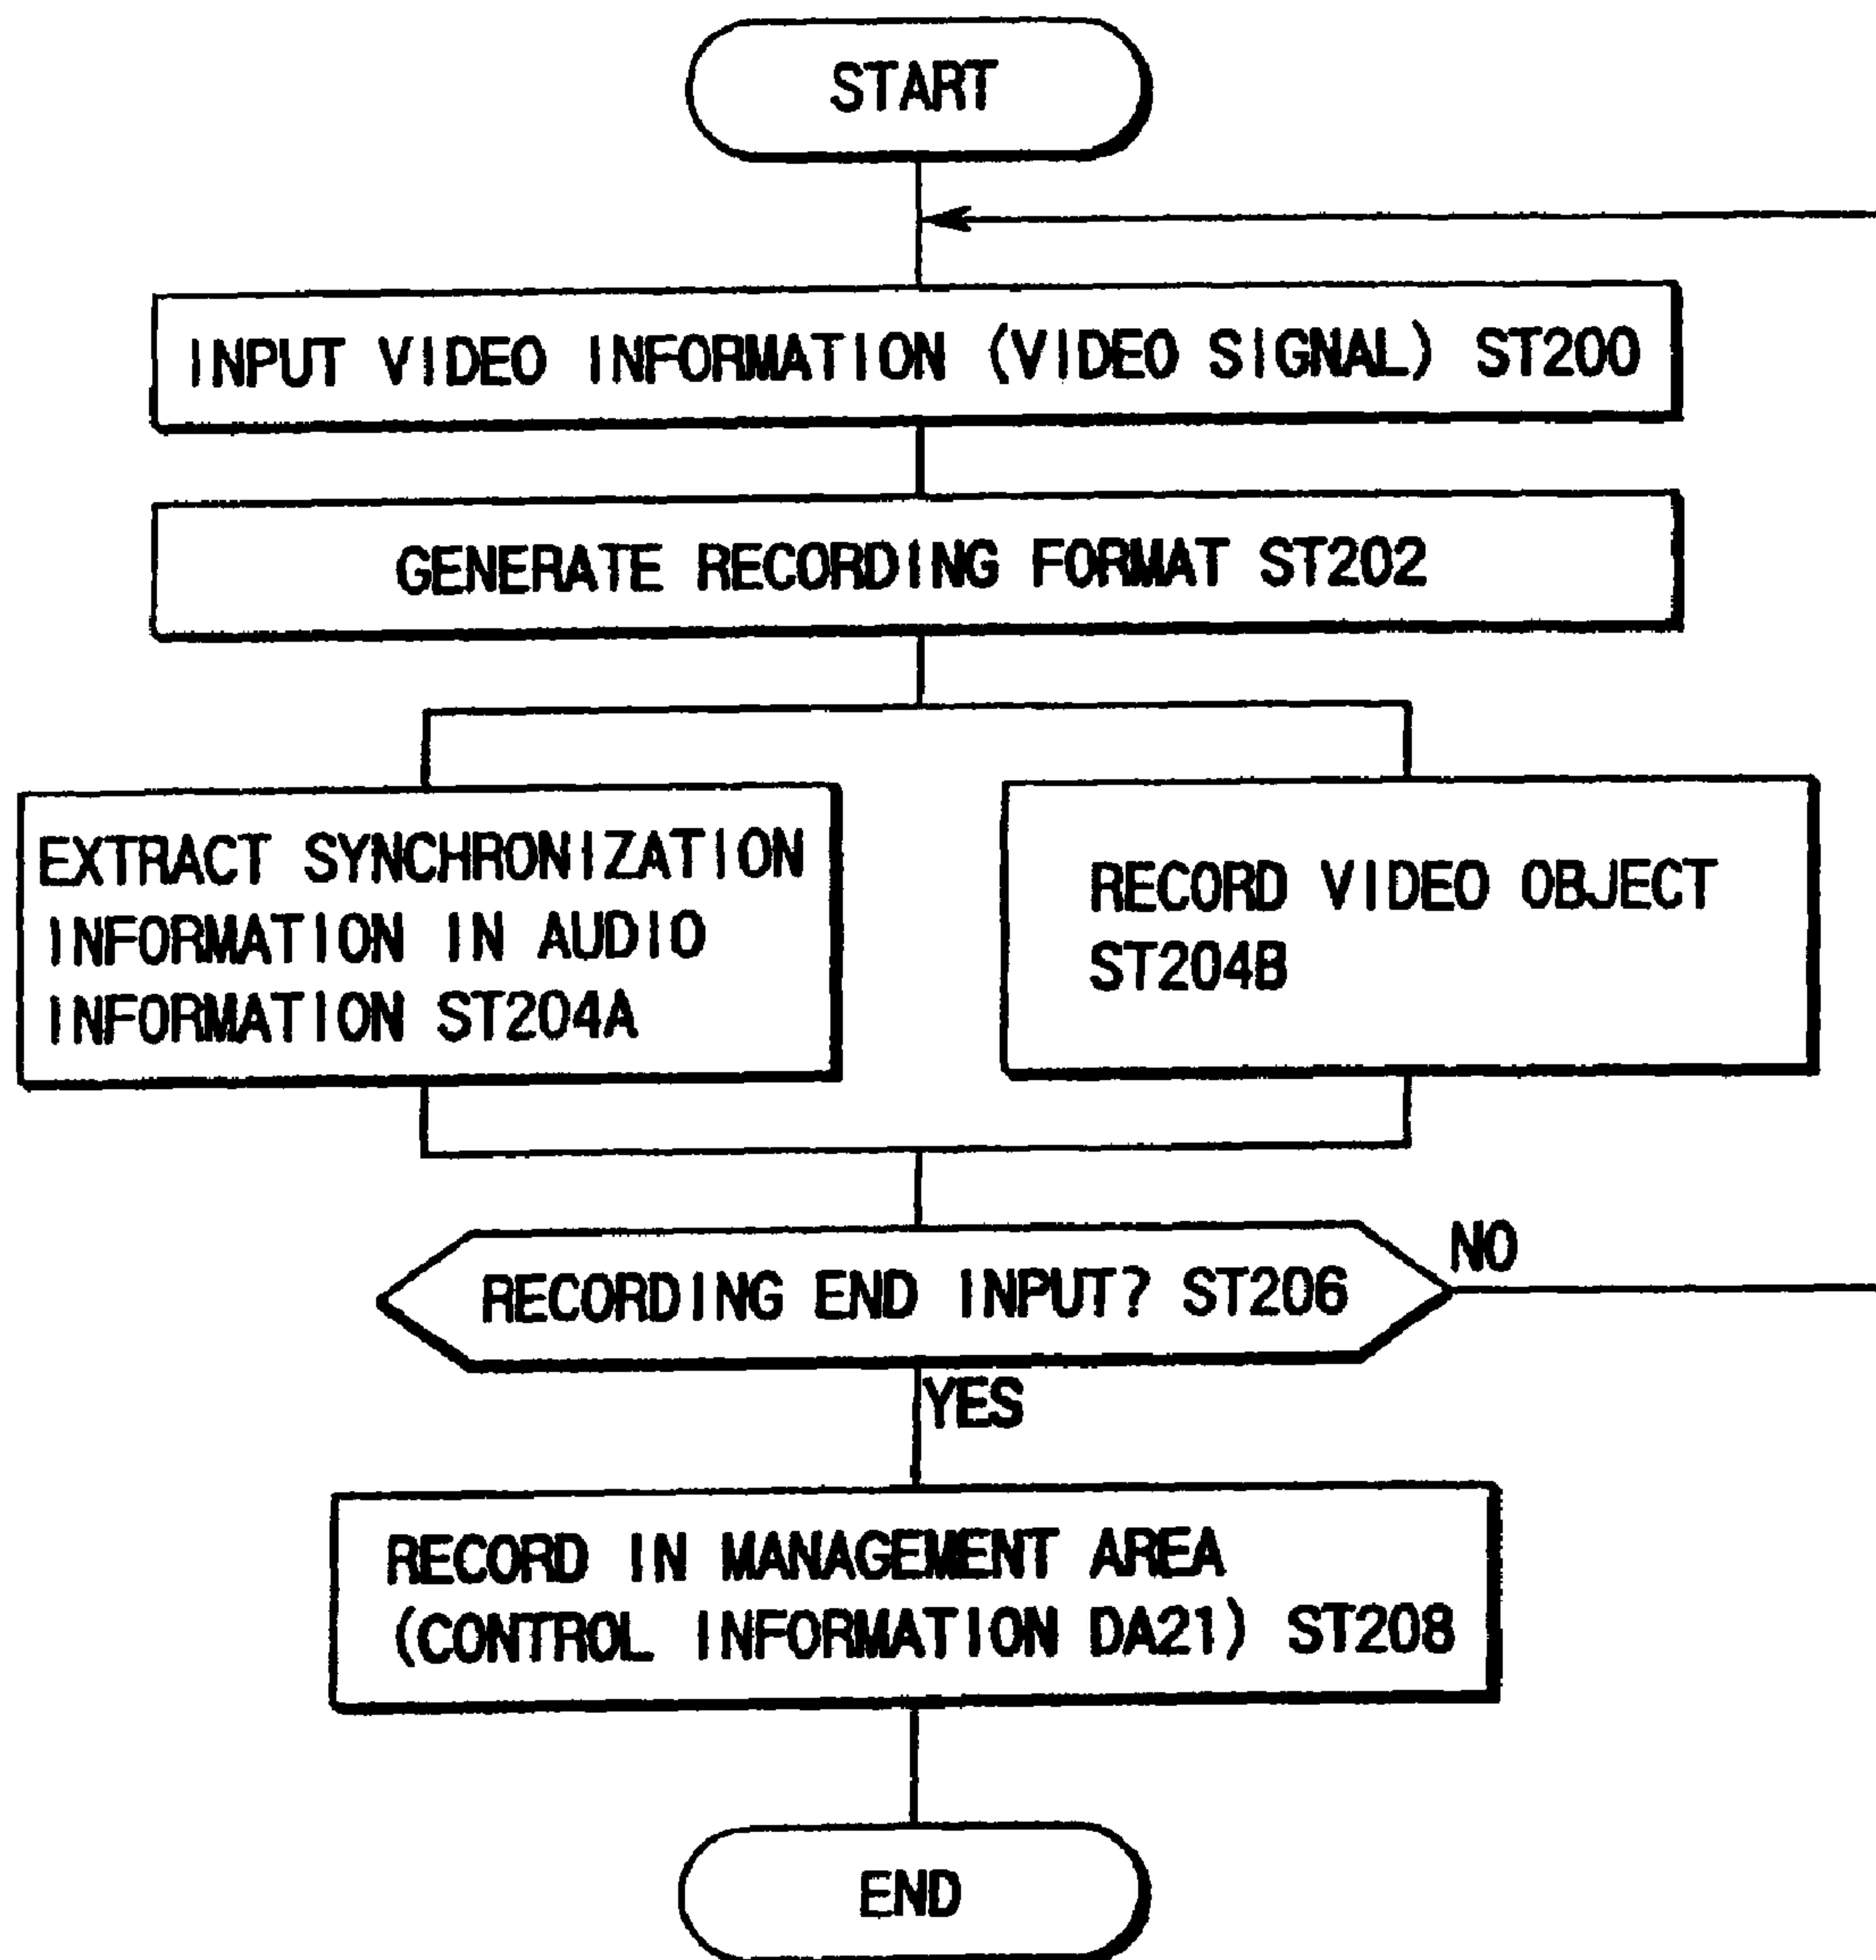 START
INPUT VIDEO INFORMATION (VIDEO SIGNAL) ST200
GENERATE RECORDING FORMAT ST202
EXTRACT SYNCHRONIZATION
INFORMATION IN AUDIO
INFORMATION ST204A
RECORD VIDEO OBJECT
ST204B
RECORDING END INPUT? ST206
NO
YES
RECORD IN MANAGEMENT AREA
(CONTROL INFORMATION DA21) ST208
END